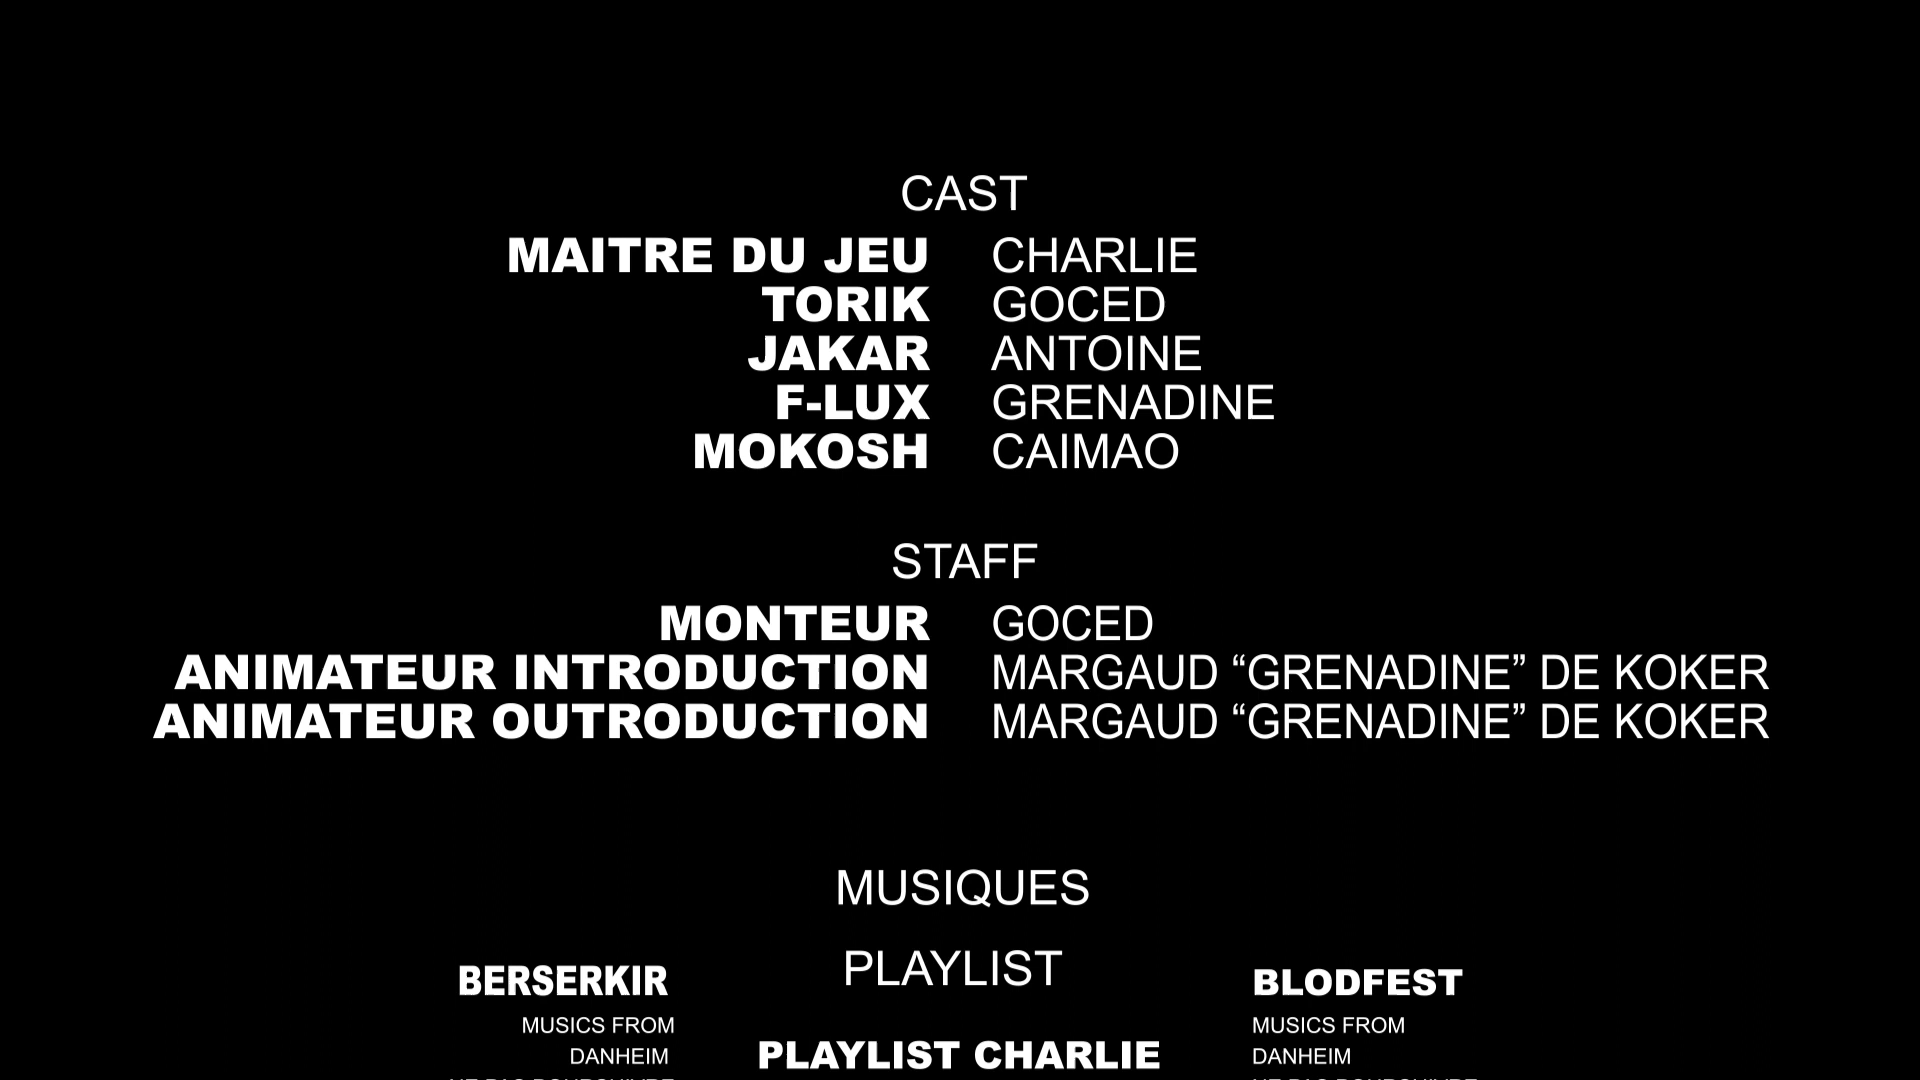 CAST
MAITRE DU JEU CHARLIE
TORIK GOCED
JAKAR ANTOINE
F-LUX GRENADINE
MOKOSH CAIMAO
STAFF
MONTEUR GOCED
ANIMATEUR INTRODUCTION MARGAUD “GRENADINE” DE KOKER
ANIMATEUR OUTRODUCTION MARGAUD “GRENADINE” DE KOKER
MUSIQUES
PLAYLIST
BERSERKIR
MUSICS FROM
DANHEIM
PLAYLIST CHARLIE
BLODFEST
MUSICS FROM
DANHEIM